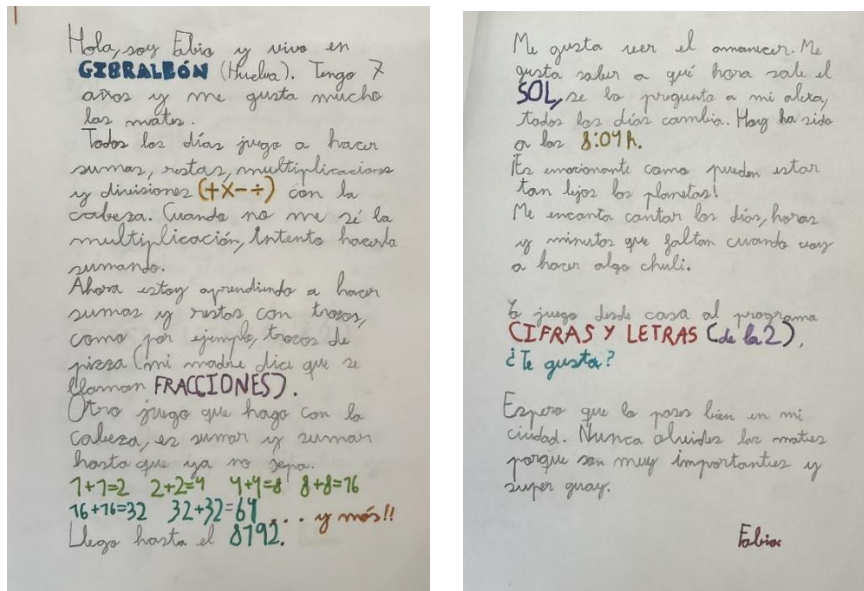 Hola, soy Fabio y vivo en
GIBRALEÓN (Huelva). Tengo 7
años y me gusta mucho
las mates.
Todos los días juego a hacer
sumas, restas, multiplicaciones
y divisiones (+X-÷) con la
cabeza. Cuando no me sé la
multiplicación, intento hacerla
sumando.
Ahora estoy aprendiendo a hacer
sumas y restas con trozos,
como por ejemplo, trozos de
pizza (mi madre dice que se
llaman FRACCIONES).
Otro juego que hago con la
cabeza, es sumar y sumar
hasta que ya no sepa.
1+1=2 2+2=4 4+4=8 8+8=16
16+16=32 32+32=64 ... y más!!
Llego hasta el 8192.
Me gusta ver el amanecer. Me
gusta saber a qué hora sale el
SOL, se lo pregunto a mi alexa,
todos los días cambia. Hoy ha sido
a las 8:04h.
¡Es emocionante como pueden estar
tan lejos los planetas!
Me encanta contar los días, horas
y minutos que faltan cuando voy
a hacer algo chuli.
Yo juego desde casa al programa
CIFRAS Y LETRAS (de la 2),
¿Te gusta?
Espero que lo pases bien en mi
ciudad. Nunca olvides las mates
porque son muy importantes y
super guay.
Fabio